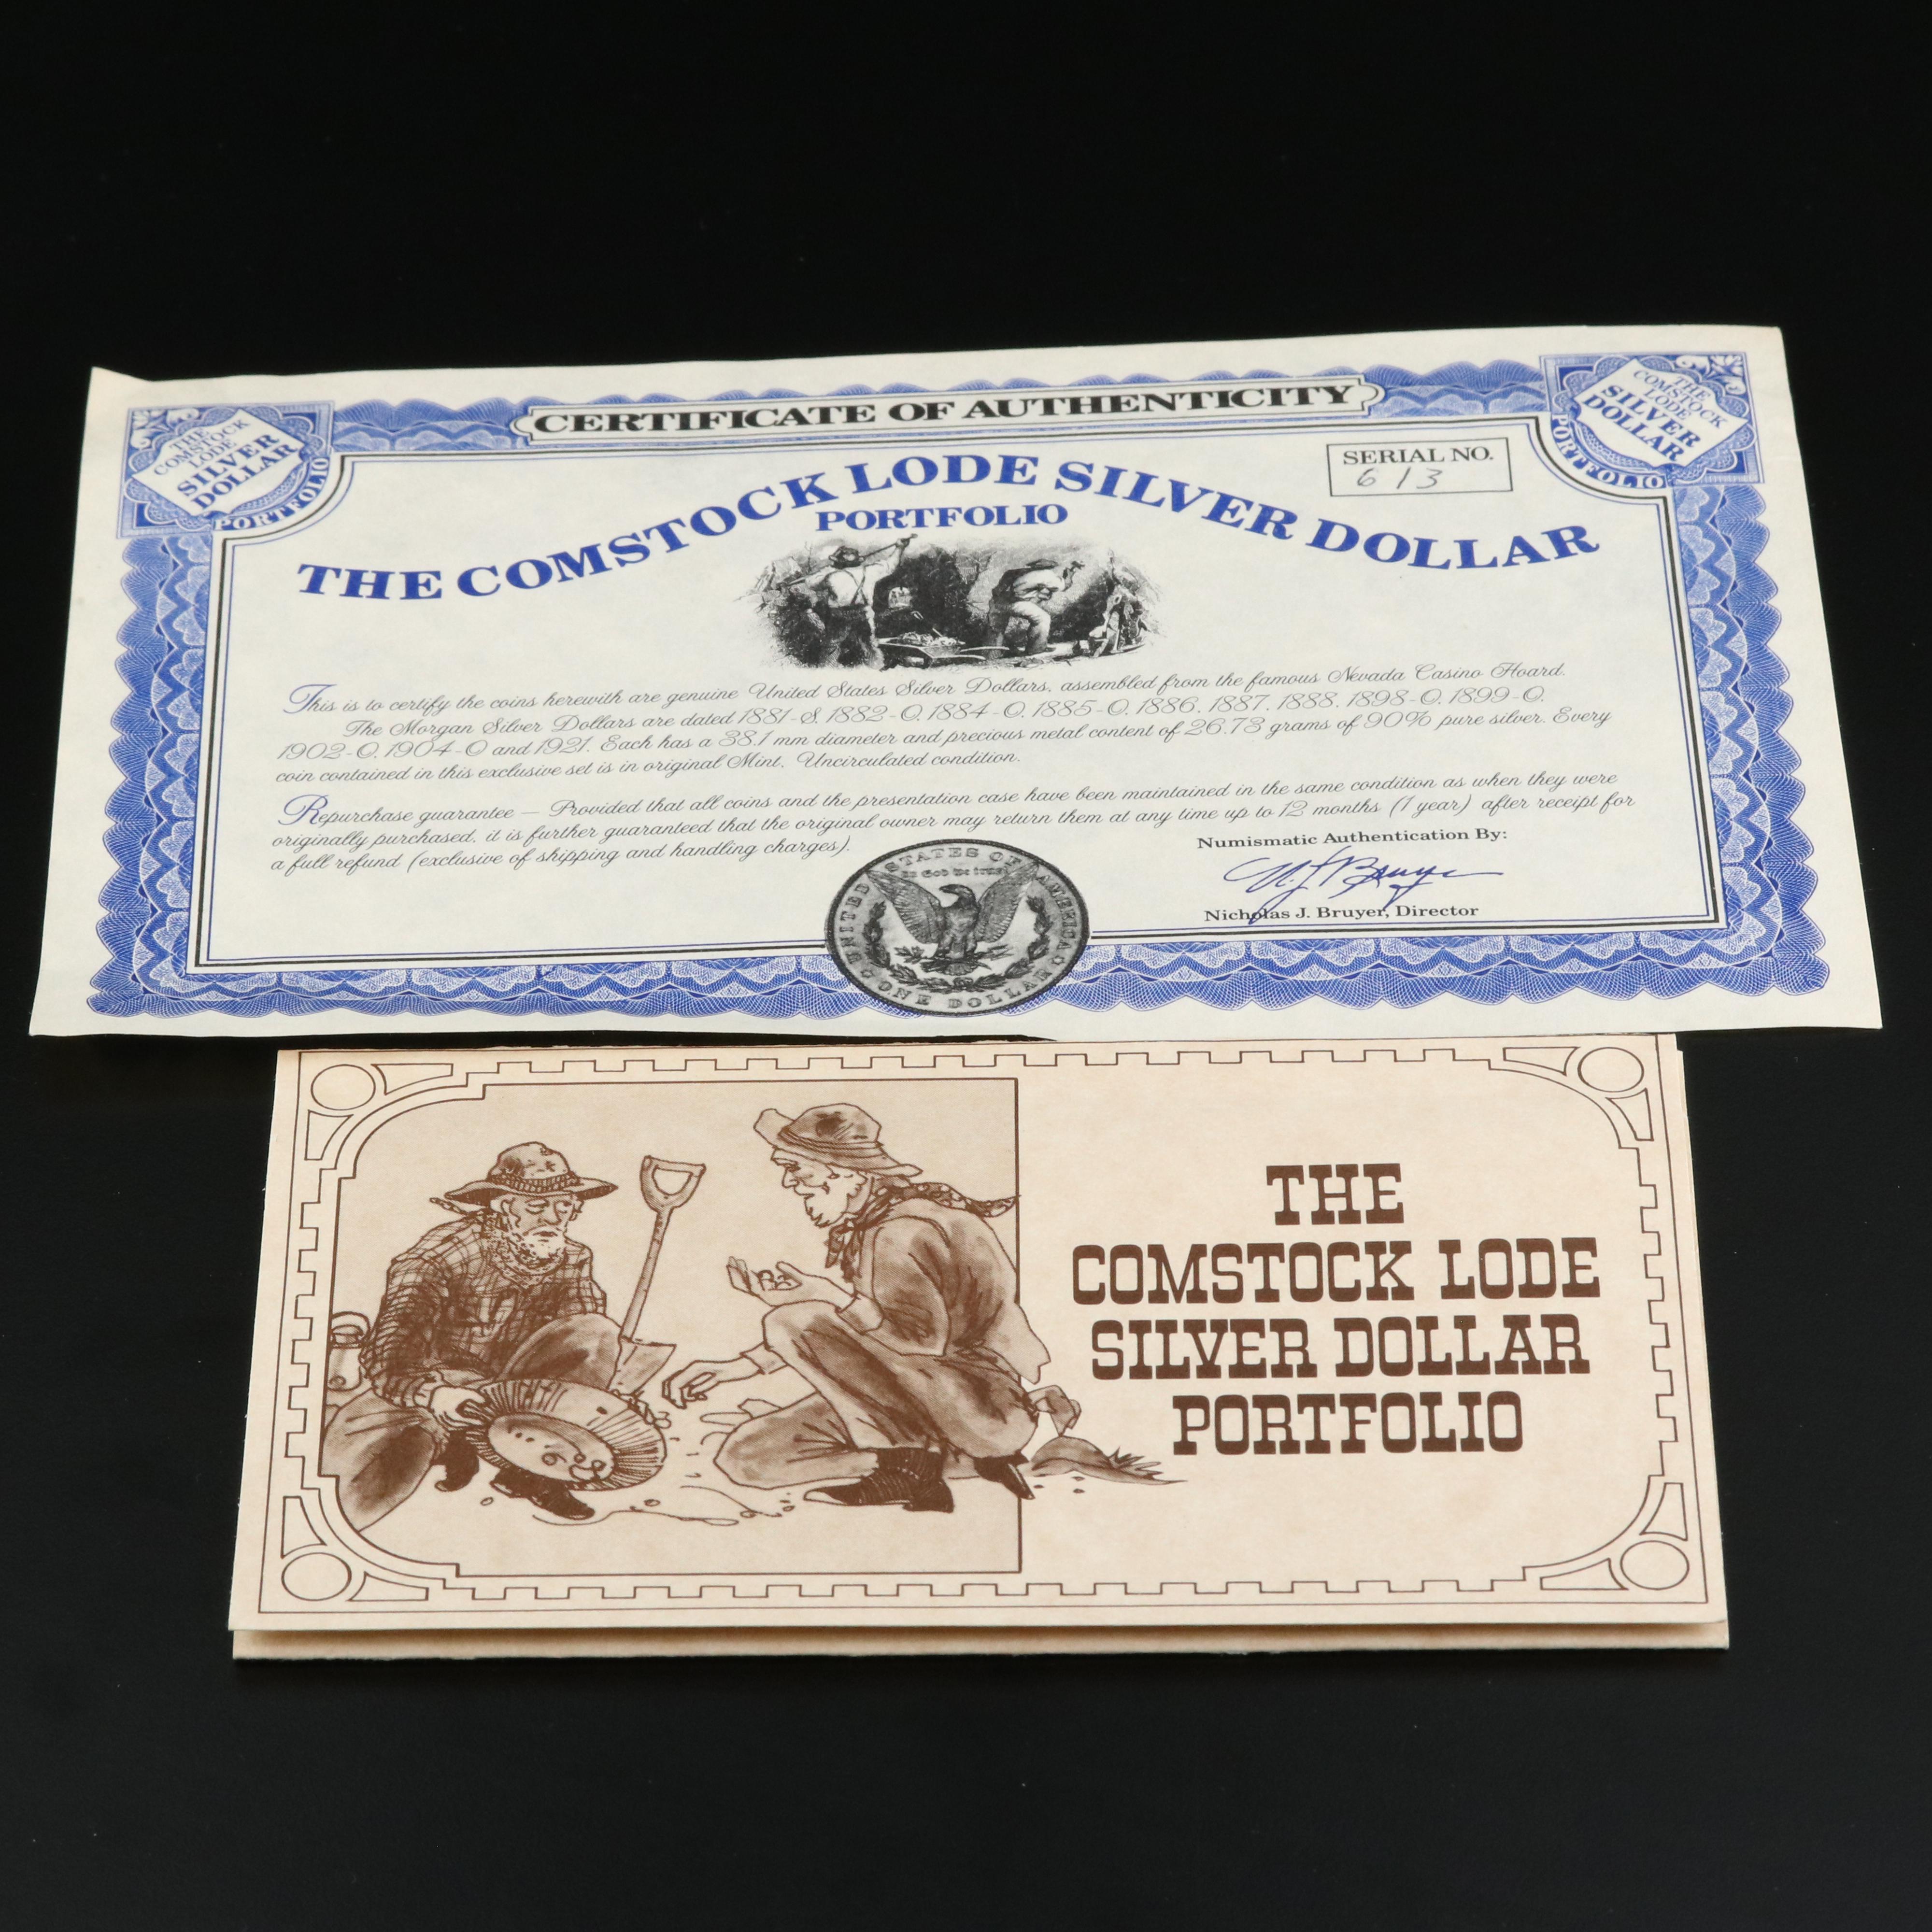 CERTIFICATE OF AUTHENTICITY
THE COMSTOCK LODE SILVER DOLLAR PORTFOLIO
THE COMSTOCK LODE SILVER DOLLAR PORTFOLIO
SERIAL NO.
613
THE COMSTOCK LODE SILVER DOLLAR
PORTFOLIO
This is to certify the coins herewith are genuine United States Silver Dollars, assembled from the famous Nevada Casino Hoard.
The Morgan Silver Dollars are dated 1881-S, 1882-O, 1884-O, 1885-O, 1886, 1887, 1888, 1898-O, 1899-O,
1902-O, 1904-O and 1921. Each has a 38.1 mm diameter and precious metal content of 26.73 grams of 90% pure silver. Every
coin contained in this exclusive set is in original Mint, Uncirculated condition.
Repurchase guarantee — Provided that all coins and the presentation case have been maintained in the same condition as when they were
originally purchased, it is further guaranteed that the original owner may return them at any time up to 12 months (1 year) after receipt for
a full refund (exclusive of shipping and handling charges).
Numismatic Authentication By:
N J Bruyer
Nicholas J. Bruyer, Director
UNITED STATES OF AMERICA
In God we trust
ONE DOLLAR
THE
COMSTOCK LODE
SILVER DOLLAR
PORTFOLIO